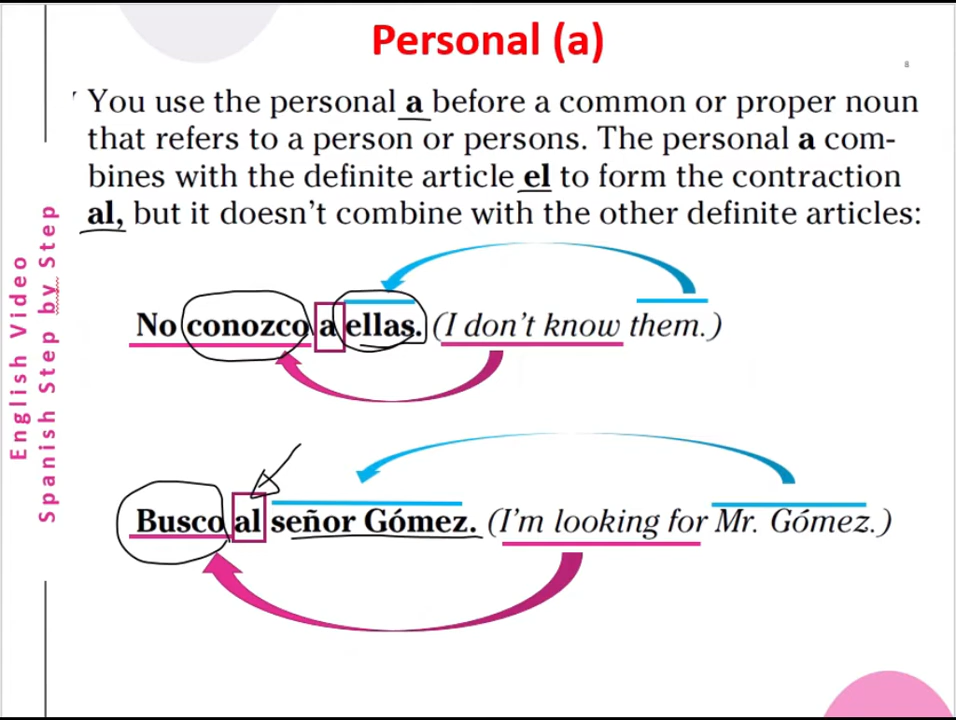 Personal (a)
8
You use the personal a before a common or proper noun
that refers to a person or persons. The personal a com-
bines with the definite article el to form the contraction
al, but it doesn't combine with the other definite articles:
No conozco a ellas. (I don't know them.)
Busco al señor Gómez. (I'm looking for Mr. Gómez.)
English Video
Spanish Step by Step